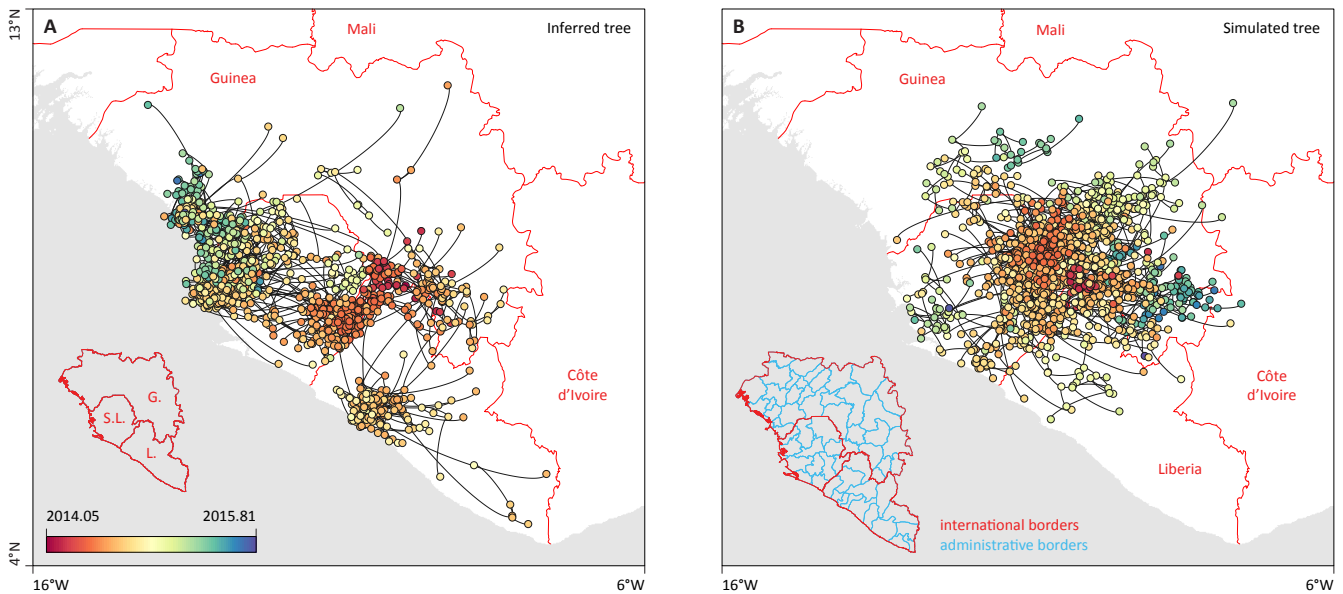 A
Inferred tree
13°N
Mali
Guinea
Côte
d'Ivoire
G.
S.L.
L.
2014.05 2015.81
4°N
16°W 6°W
B
Simulated tree
Mali
Guinea
Côte
d'Ivoire
Liberia
international borders
administrative borders
16°W 6°W